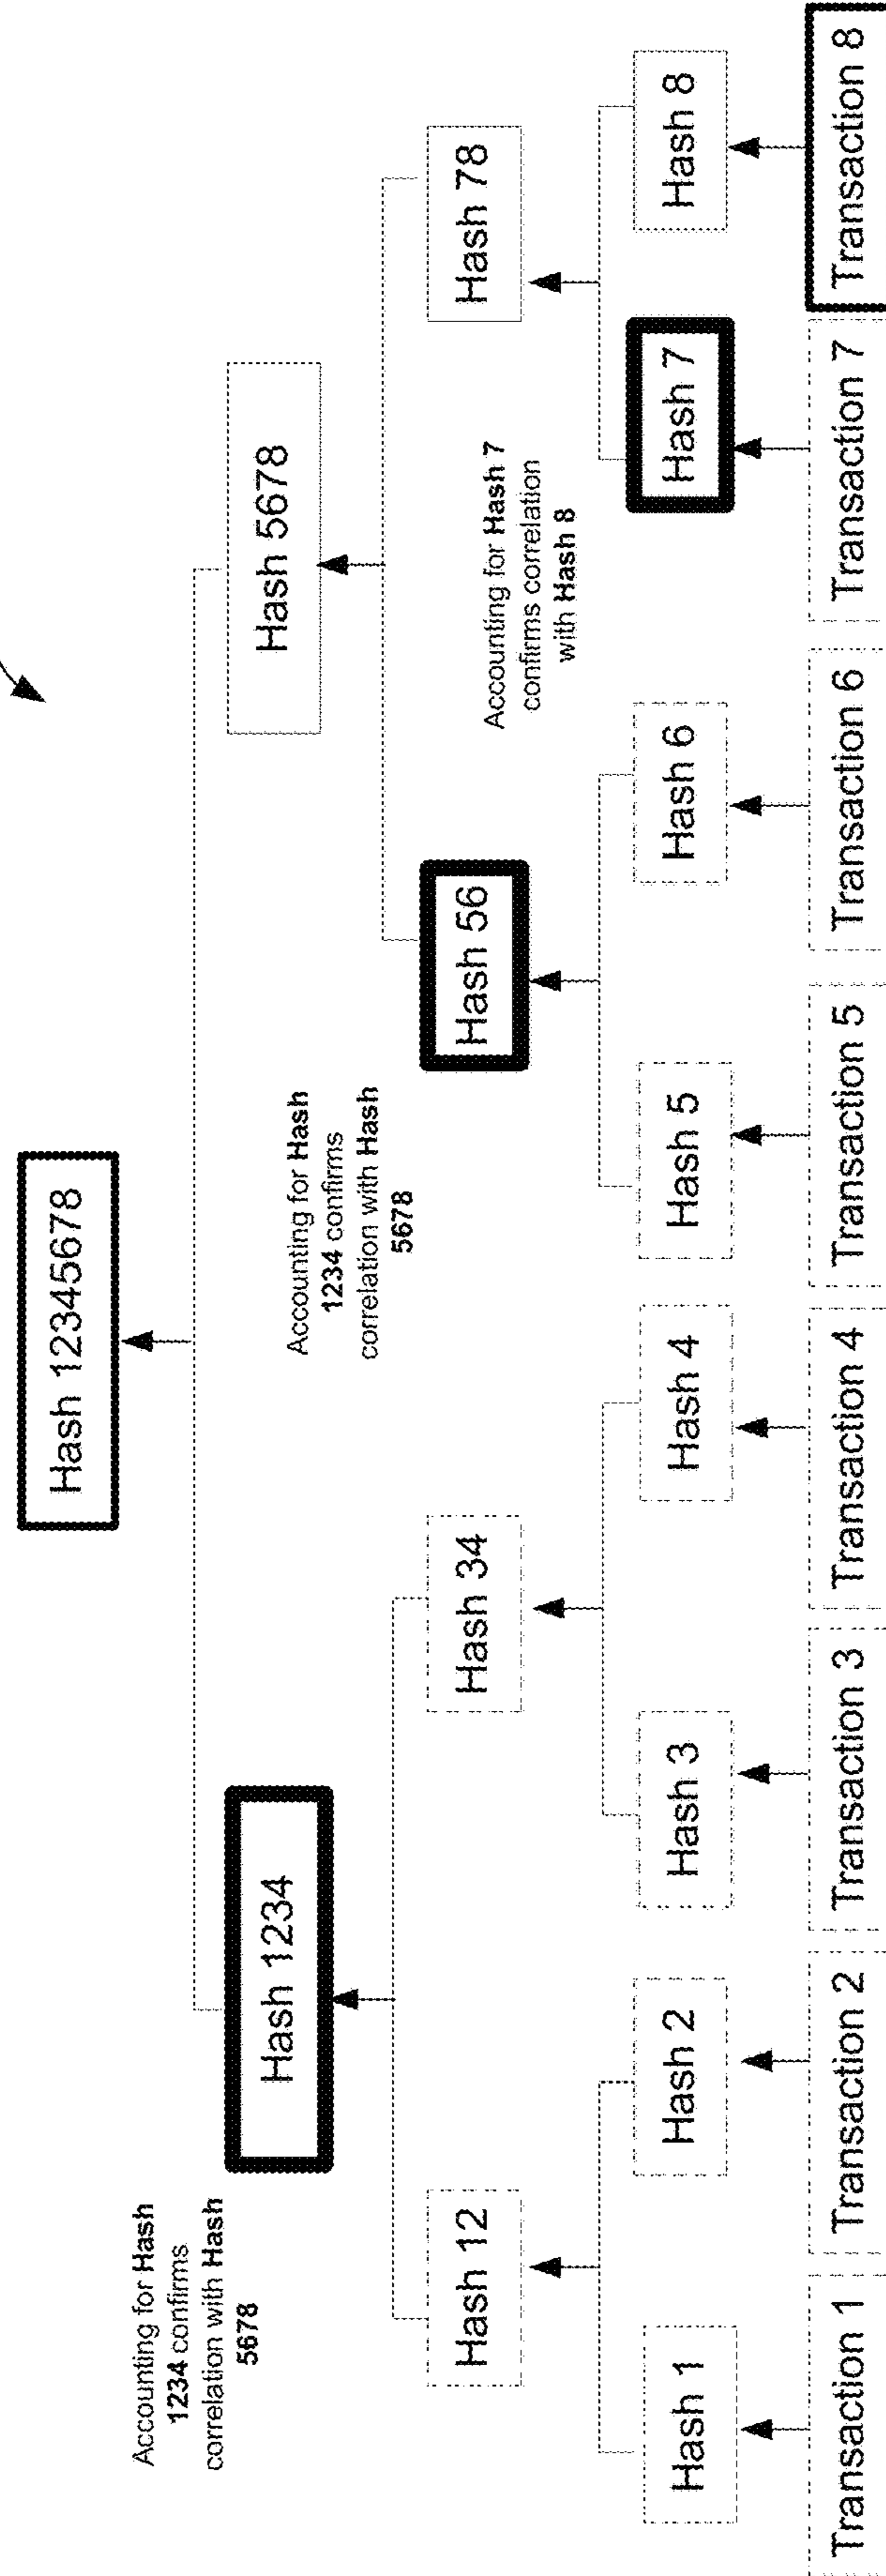 Hash 12345678
Accounting for Hash
1234 confirms
correlation with Hash
5678
Hash 1234
Hash 5678
Accounting for Hash
1234 confirms
correlation with Hash
5678
Hash 12
Hash 34
Hash 56
Hash 78
Accounting for Hash 7
confirms correlation
with Hash 8
Hash 1
Hash 2
Hash 3
Hash 4
Hash 5
Hash 6
Hash 7
Hash 8
Transaction 1
Transaction 2
Transaction 3
Transaction 4
Transaction 5
Transaction 6
Transaction 7
Transaction 8